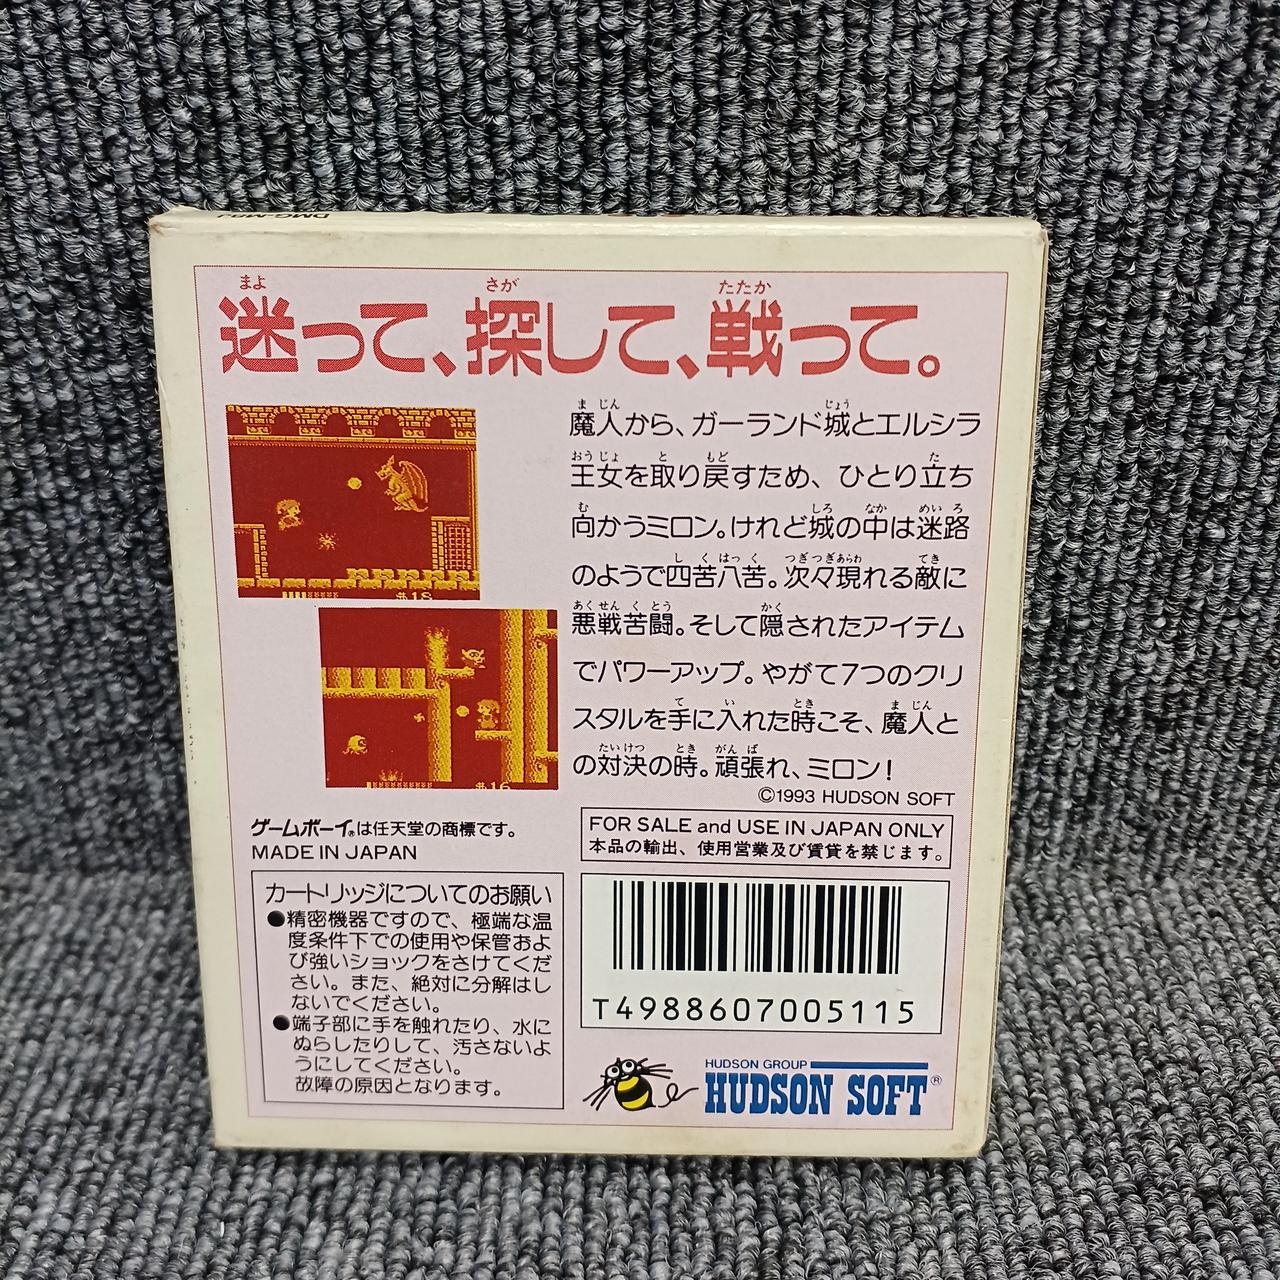 DMG-MQJ
迷って、探して、戦って。
魔人から、ガーランド城とエルシラ
王女を取り戻すため、ひとり立ち
向かうミロン。けれど城の中は迷路
のようで四苦八苦。次々現れる敵に
悪戦苦闘。そして隠されたアイテム
でパワーアップ。やがて7つのクリ
スタルを手に入れた時こそ、魔人と
の対決の時。頑張れ、ミロン!
©1993 HUDSON SOFT
#18
#16
ゲームボーイ®は任天堂の商標です。
MADE IN JAPAN
FOR SALE and USE IN JAPAN ONLY
本品の輸出、使用営業及び賃貸を禁じます。
カートリッジについてのお願い
●精密機器ですので、極端な温
度条件下での使用や保管およ
び強いショックをさけてくだ
さい。また、絶対に分解はし
ないでください。
●端子部に手を触れたり、水に
ぬらしたりして、汚さないよ
うにしてください。
故障の原因となります。
T4988607005115
HUDSON GROUP
HUDSON SOFT®